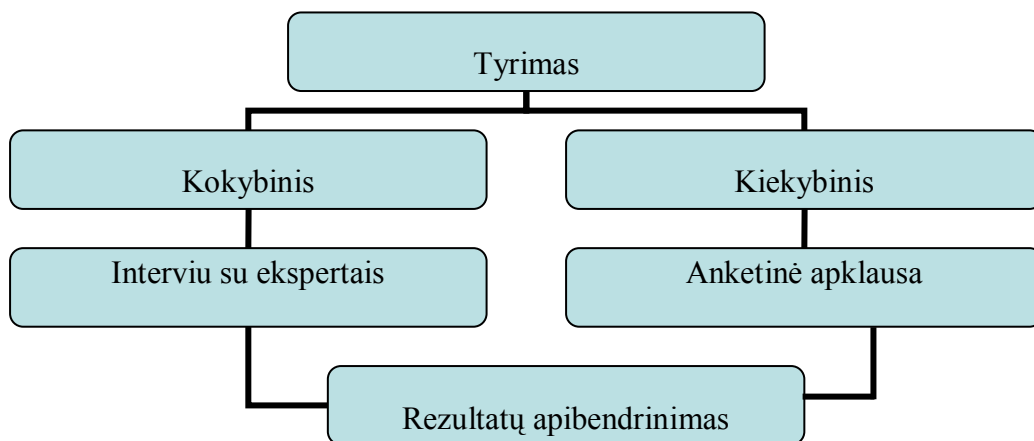 Tyrimas
Kokybinis
Kiekybinis
Interviu su ekspertais
Anketinė apklausa
Rezultatų apibendrinimas